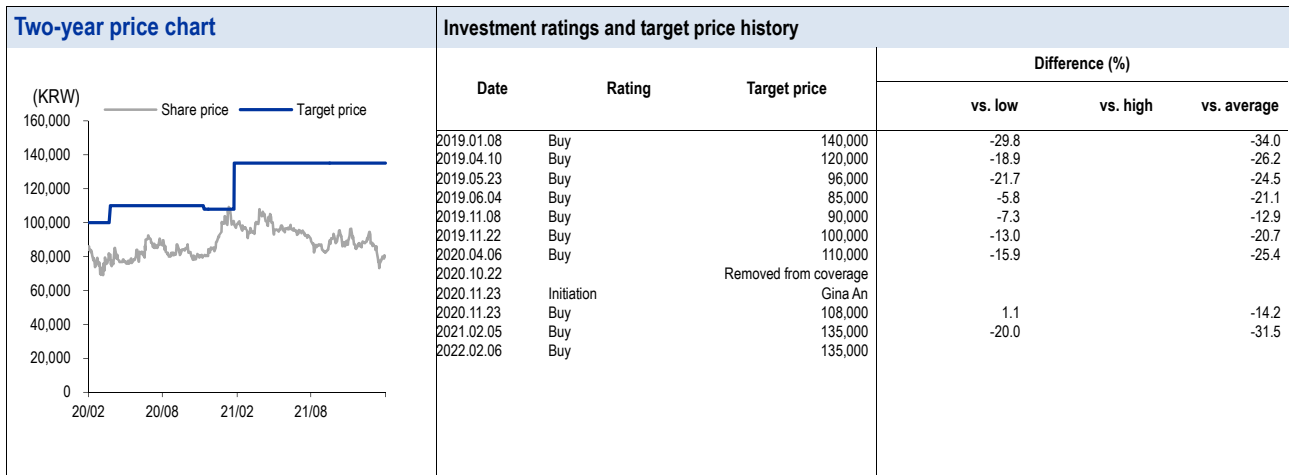 Two-year price chart
(KRW)
Share price Target price
160,000
140,000
120,000
100,000
80,000
60,000
40,000
20,000
0
20/02 20/08 21/02 21/08
Investment ratings and target price history
Difference (%)
Date Rating Target price
vs. low vs. high vs. average
2019.01.08 Buy 140,000 -29.8 -34.0
2019.04.10 Buy 120,000 -18.9 -26.2
2019.05.23 Buy 96,000 -21.7 -24.5
2019.06.04 Buy 85,000 -5.8 -21.1
2019.11.08 Buy 90,000 -7.3 -12.9
2019.11.22 Buy 100,000 -13.0 -20.7
2020.04.06 Buy 110,000 -15.9 -25.4
2020.10.22 Removed from coverage
2020.11.23 Initiation Gina An
2020.11.23 Buy 108,000 1.1 -14.2
2021.02.05 Buy 135,000 -20.0 -31.5
2022.02.06 Buy 135,000